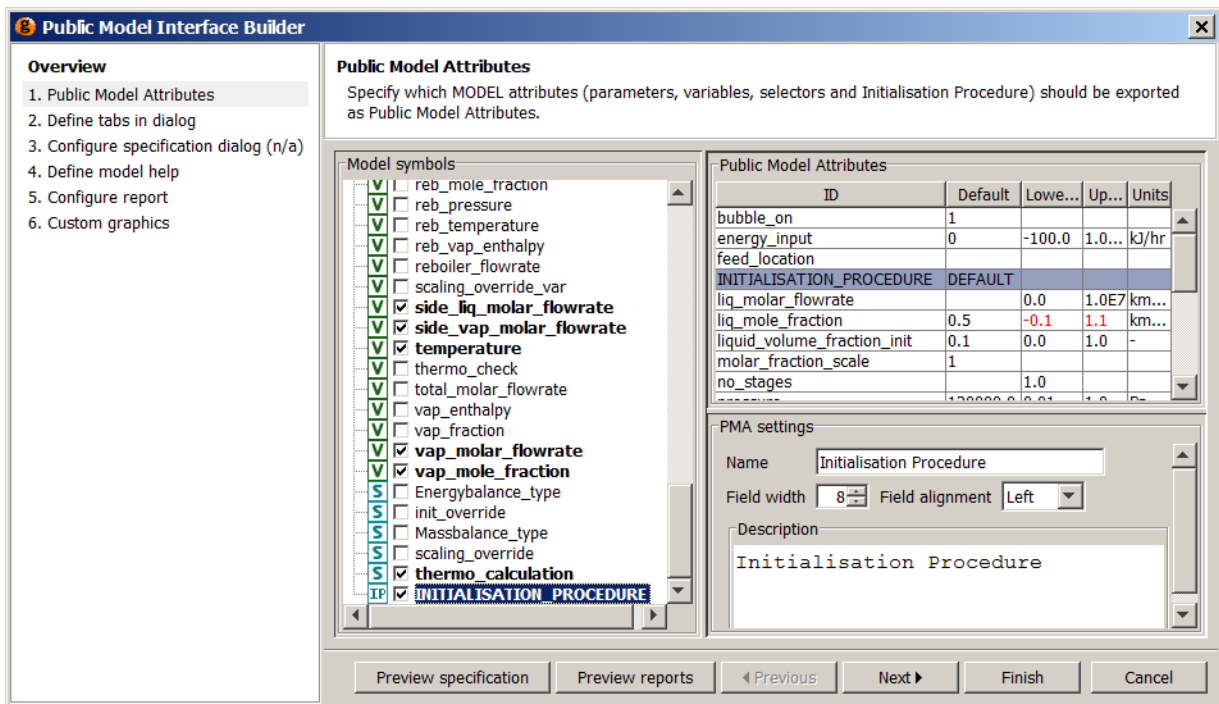 Public Model Interface Builder
Overview
1. Public Model Attributes
2. Define tabs in dialog
3. Configure specification dialog (n/a)
4. Define model help
5. Configure report
6. Custom graphics
Public Model Attributes
Specify which MODEL attributes (parameters, variables, selectors and Initialisation Procedure) should be exported
as Public Model Attributes.
Model symbols
V reb_mole_fraction
V reb_pressure
V reb_temperature
V reb_vap_enthalpy
V reboiler_flowrate
V scaling_override_var
V side_liq_molar_flowrate
V side_vap_molar_flowrate
V temperature
V thermo_check
V total_molar_flowrate
V vap_enthalpy
V vap_fraction
V vap_molar_flowrate
V vap_mole_fraction
S Energybalance_type
S init_override
S Massbalance_type
S scaling_override
S thermo_calculation
IP INITIALISATION_PROCEDURE
Public Model Attributes
ID Default Lowe... Up... Units
bubble_on 1
energy_input 0 -100.0 1.0... kJ/hr
feed_location
INITIALISATION_PROCEDURE DEFAULT
liq_molar_flowrate 0.0 1.0E7 km...
liq_mole_fraction 0.5 -0.1 1.1 km...
liquid_volume_fraction_init 0.1 0.0 1.0 -
molar_fraction_scale 1
no_stages 1.0
PMA settings
Name Initialisation Procedure
Field width 8 Field alignment Left
Description
Initialisation Procedure
Preview specification Preview reports Previous Next Finish Cancel